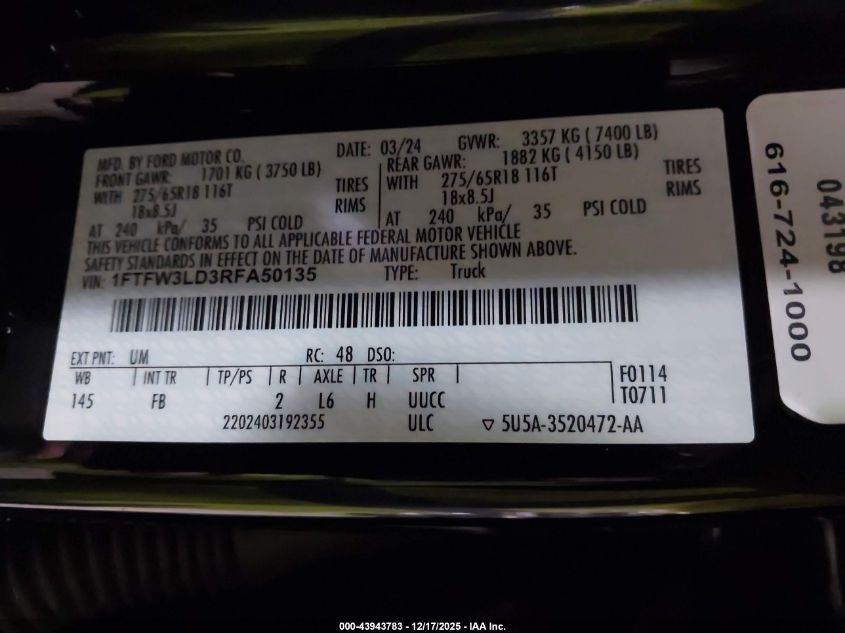 MFD. BY FORD MOTOR CO. DATE: 03/24 GVWR: 3357 KG ( 7400 LB)
FRONT GAWR: 1701 KG ( 3750 LB) REAR GAWR: 1882 KG ( 4150 LB)
WITH 275/65R18 116T TIRES WITH 275/65R18 116T TIRES
18x8.5J RIMS 18x8.5J RIMS
AT 240 kPa/ 35 PSI COLD AT 240 kPa/ 35 PSI COLD
THIS VEHICLE CONFORMS TO ALL APPLICABLE FEDERAL MOTOR VEHICLE
SAFETY STANDARDS IN EFFECT ON THE DATE OF MANUFACTURE SHOWN ABOVE.
VIN: 1FTFW3LD3RFA50135 TYPE: Truck
EXT PNT: UM RC: 48 DSO:
WB INT TR TP/PS R AXLE TR SPR F0114
145 FB 2 L6 H UUCC T0711
2202403192355 ULC ▽ 5U5A-3520472-AA
043198
616-724-1000
000-43943783 - 12/17/2025 - IAA Inc.